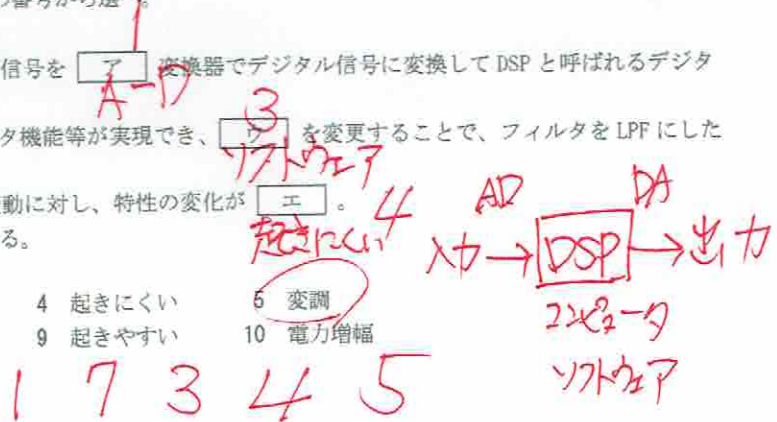 の番号から選
1
信号を ア 変換器でデジタル信号に変換して DSP と呼ばれるデジタ
A-D
3
タ機能等が実現でき、 ウ を変更することで、フィルタを LPF にした
ソフトウェア
動に対し、特性の変化が エ 。
4
起きにくい
る。
AD DA
入力→DSP→出力
コンピュータ
ソフトウェア
4 起きにくい 5 変調
9 起きやすい 10 電力増幅
1 7 3 4 5